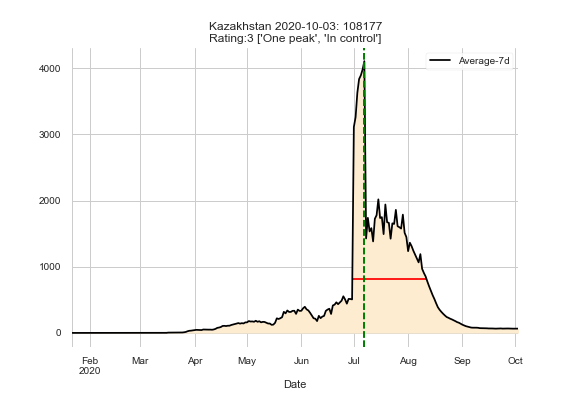 Kazakhstan 2020-10-03: 108177
Rating:3 ['One peak', 'In control']
Average-7d
4000
3000
2000
1000
0
Feb Mar Apr May Jun Jul Aug Sep Oct
2020
Date